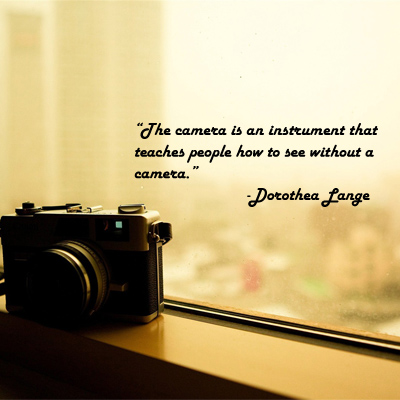 “The camera is an instrument that
teaches people how to see without a
camera.”
-Dorothea Lange